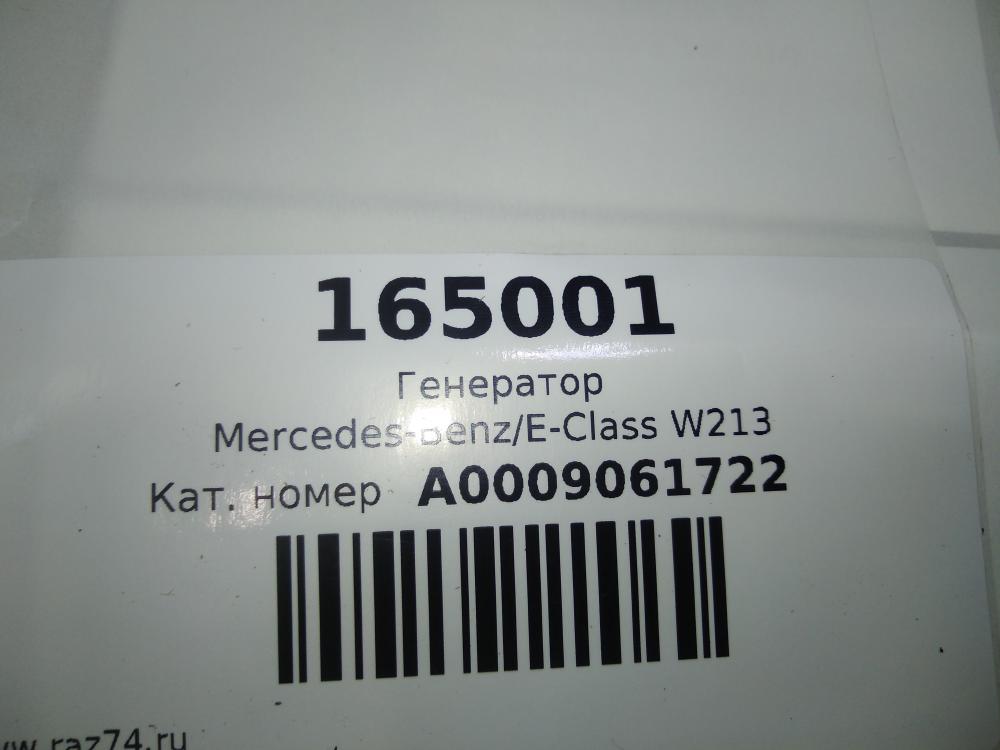 165001
Генератор
Mercedes-Benz/E-Class W213
Кат. номер A0009061722
www.raz74.ru